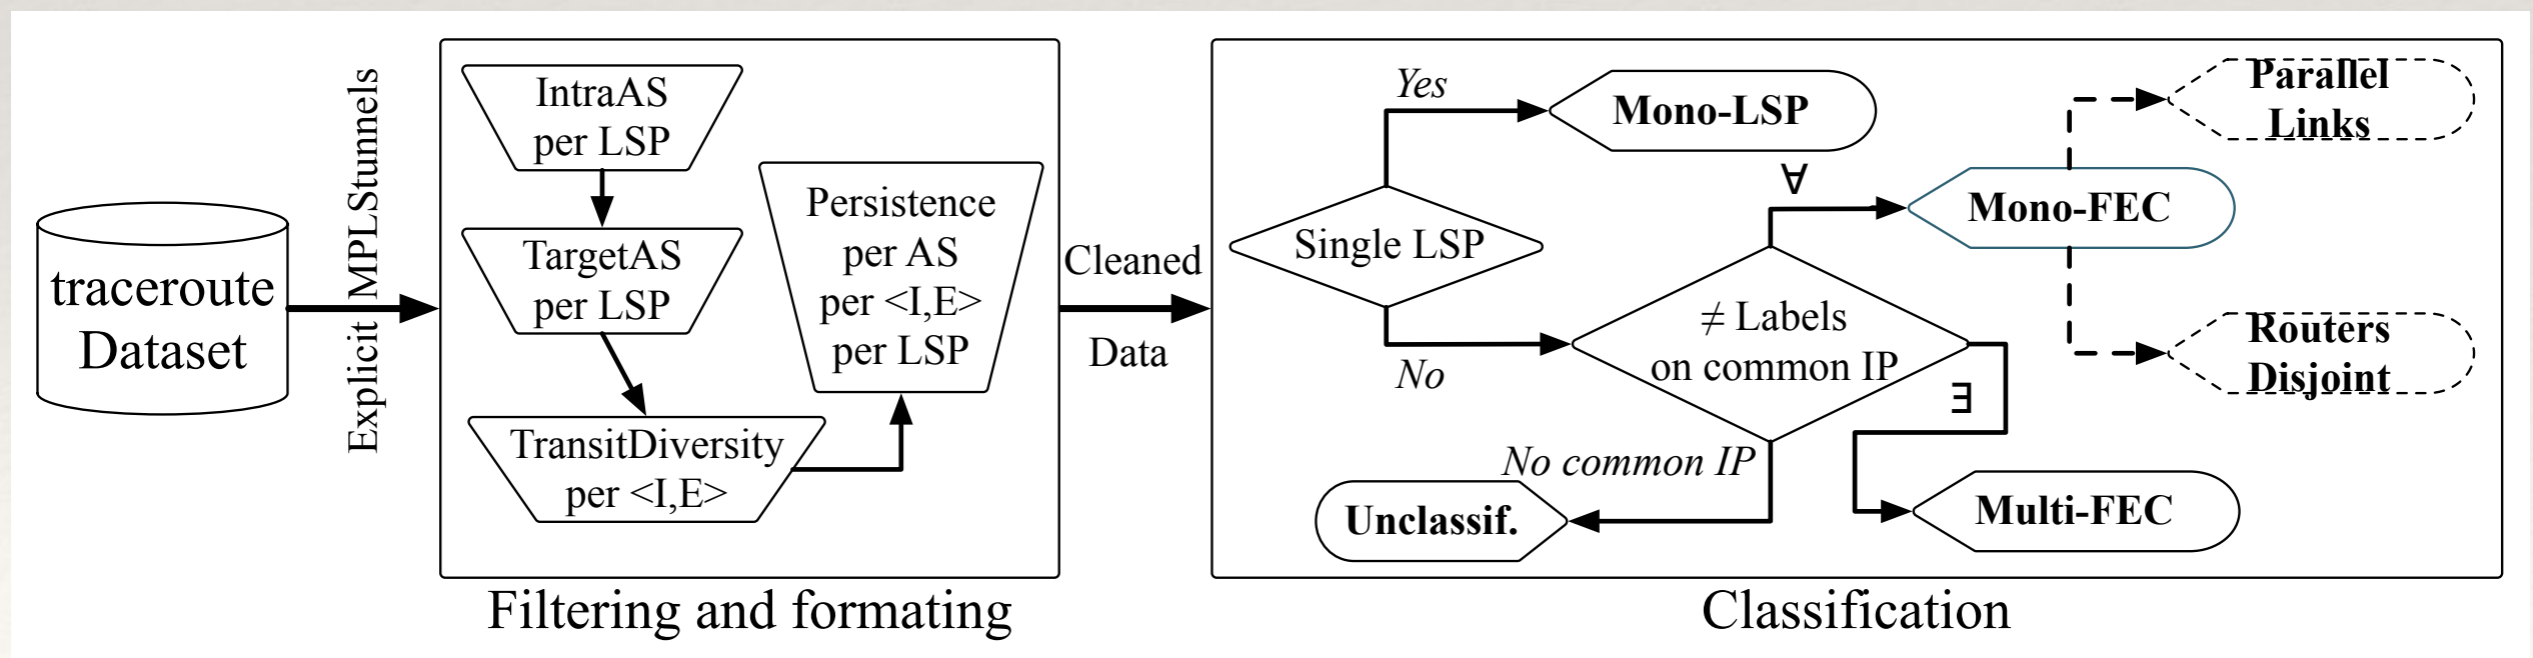 traceroute
Dataset
Explicit MPLStunnels
IntraAS
per LSP
TargetAS
per LSP
TransitDiversity
per <I,E>
Persistence
per AS
per <I,E>
per LSP
Filtering and formating
Cleaned
Data
Single LSP
Yes
No
Mono-LSP
≠ Labels
on common IP
∀
∃
No common IP
Mono-FEC
Parallel
Links
Routers
Disjoint
Multi-FEC
Unclassif.
Classification